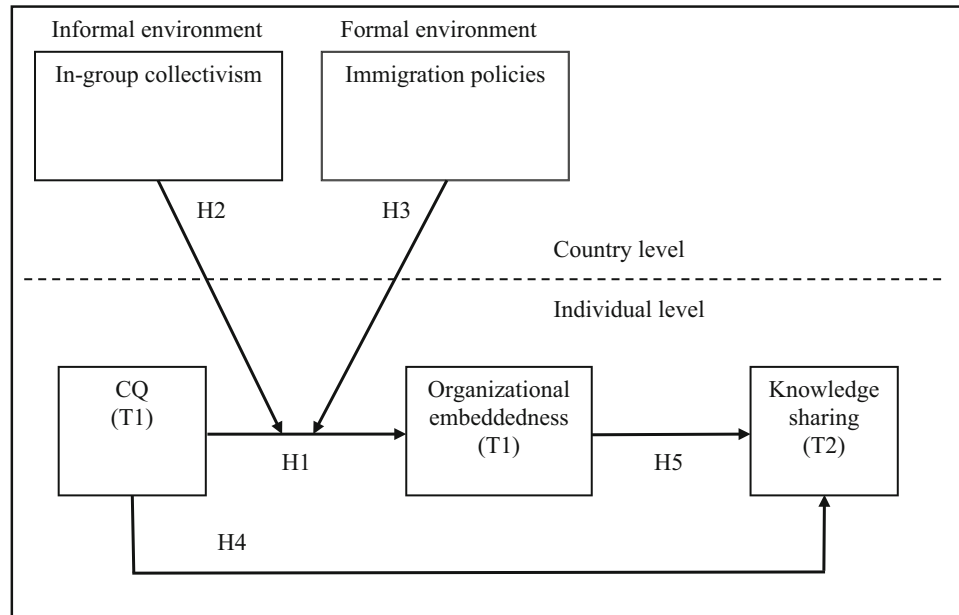 Informal environment
Formal environment
In-group collectivism
Immigration policies
H2
H3
Country level
Individual level
CQ
(T1)
Organizational
embeddedness
(T1)
Knowledge
sharing
(T2)
H1
H5
H4